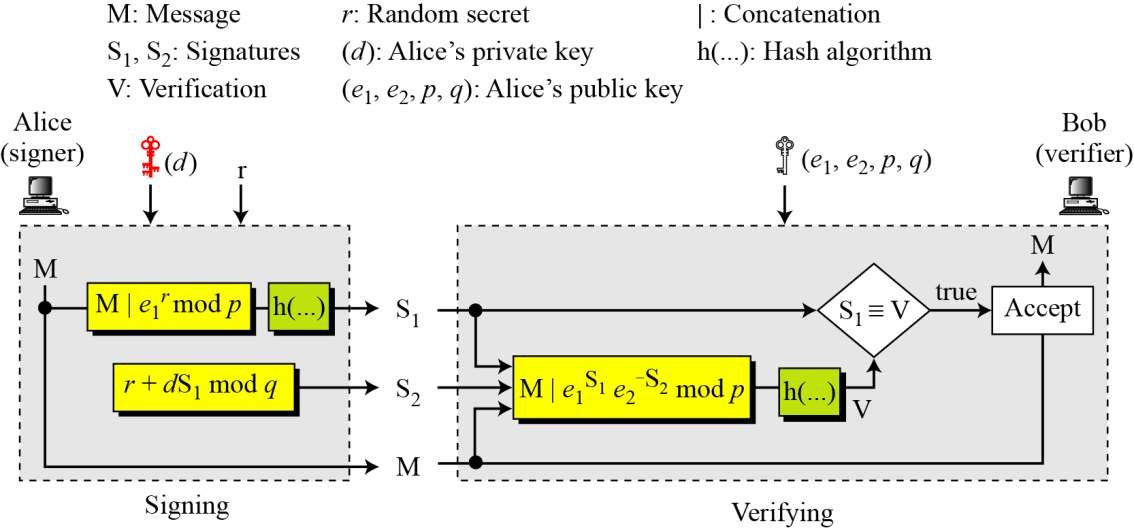 M: Message r: Random secret | : Concatenation
S₁, S₂: Signatures (d): Alice’s private key h(...): Hash algorithm
V: Verification (e₁, e₂, p, q): Alice’s public key
Alice
(signer)
(d)
r
(e₁, e₂, p, q)
Bob
(verifier)
M
M | e₁ʳ mod p
h(...)
S₁
S₁ ≡ V
true
Accept
M
r + dS₁ mod q
S₂
M | e₁^S₁ e₂^–S₂ mod p
h(...)
V
M
Signing
Verifying